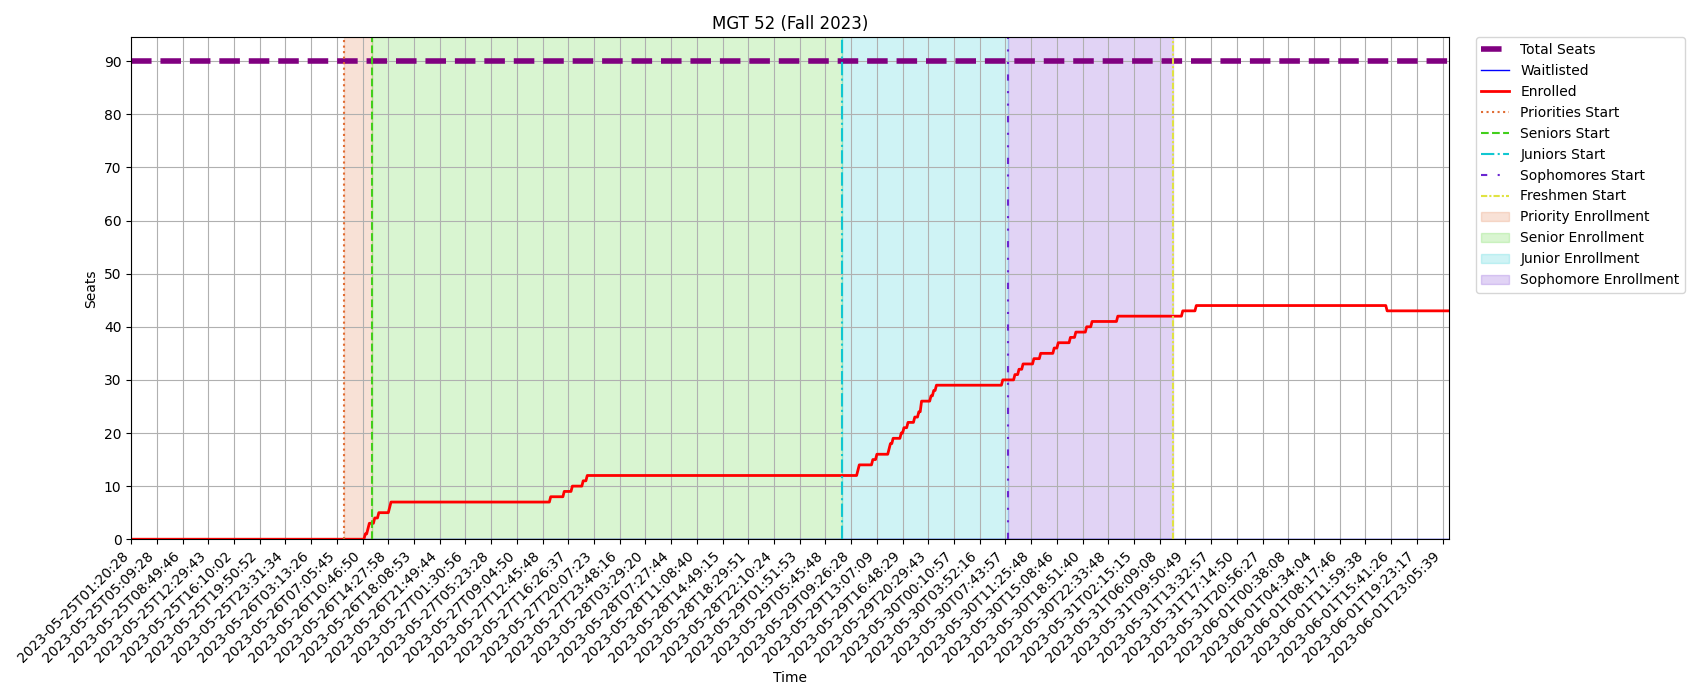 MGT 52 (Fall 2023)
Total Seats
Waitlisted
Enrolled
Priorities Start
Seniors Start
Juniors Start
Sophomores Start
Freshmen Start
Priority Enrollment
Senior Enrollment
Junior Enrollment
Sophomore Enrollment
Seats
90
80
70
60
50
40
30
20
10
0
2023-05-25T01:20:28
2023-05-25T05:09:28
2023-05-25T08:49:46
2023-05-25T12:29:43
2023-05-25T16:10:02
2023-05-25T19:50:52
2023-05-25T23:31:34
2023-05-26T03:13:26
2023-05-26T07:05:45
2023-05-26T10:46:50
2023-05-26T14:27:58
2023-05-26T18:08:53
2023-05-26T21:49:44
2023-05-27T01:30:56
2023-05-27T05:23:28
2023-05-27T09:04:50
2023-05-27T12:45:48
2023-05-27T16:26:37
2023-05-27T20:07:23
2023-05-27T23:48:16
2023-05-28T03:29:20
2023-05-28T07:27:44
2023-05-28T11:08:40
2023-05-28T14:49:15
2023-05-28T18:29:51
2023-05-28T22:10:24
2023-05-29T01:51:53
2023-05-29T05:45:48
2023-05-29T09:26:28
2023-05-29T13:07:09
2023-05-29T16:48:29
2023-05-29T20:29:43
2023-05-30T00:10:57
2023-05-30T03:52:16
2023-05-30T07:43:57
2023-05-30T11:25:48
2023-05-30T15:08:46
2023-05-30T18:51:40
2023-05-30T22:33:48
2023-05-31T02:15:15
2023-05-31T06:09:08
2023-05-31T09:50:49
2023-05-31T13:32:57
2023-05-31T17:14:50
2023-05-31T20:56:27
2023-06-01T00:38:08
2023-06-01T04:34:04
2023-06-01T08:17:46
2023-06-01T11:59:38
2023-06-01T15:41:26
2023-06-01T19:23:17
2023-06-01T23:05:39
Time